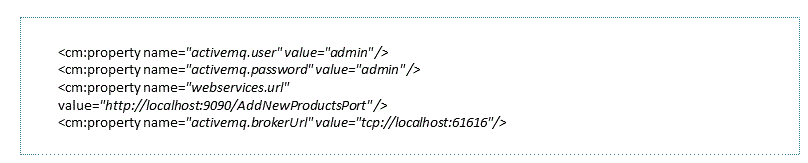 <cm:property name="activemq.user" value="admin"/>
<cm:property name="activemq.password" value="admin"/>
<cm:property name="webservices.url"
value="http://localhost:9090/AddNewProductsPort"/>
<cm:property name="activemq.brokerUrl" value="tcp://localhost:61616"/>